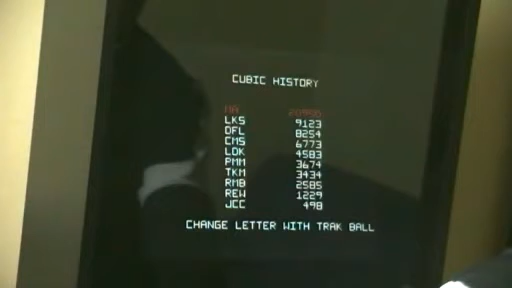 CUBIC HISTORY
LKS 9123
DFL 8254
CMS 6773
LOK 4583
PMM 3674
TKM 3434
RMB 2585
REW 1229
JCC 498
CHANGE LETTER WITH TRAK BALL